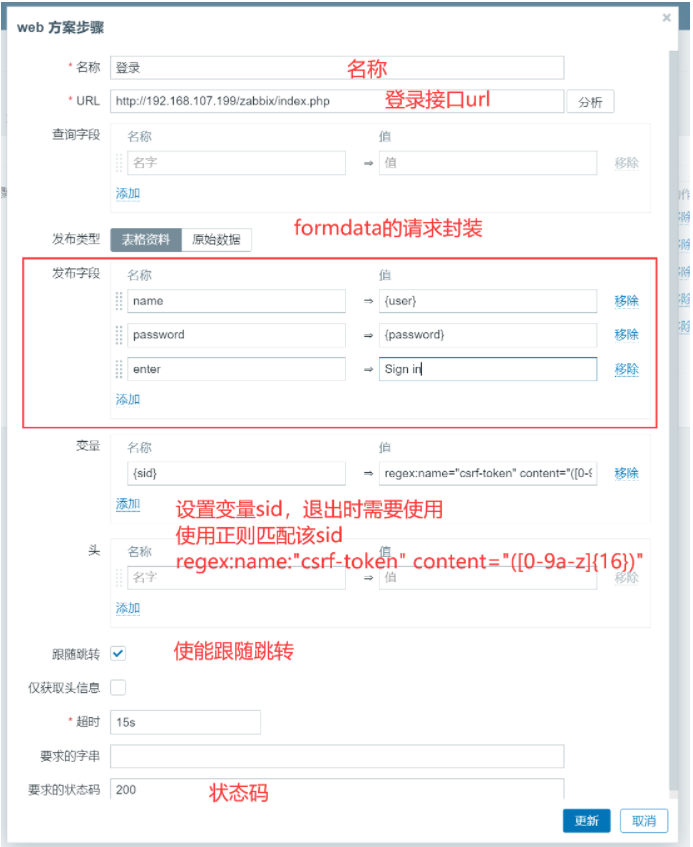 web 方案步骤
×
* 名称 登录 名称
* URL http://192.168.107.199/zabbix/index.php 登录接口url 分析
查询字段 名称 值
名字 ⇒ 值 移除
添加
formdata的请求封装
发布类型 表格资料 原始数据
发布字段 名称 值
name ⇒ {user} 移除
password ⇒ {password} 移除
enter ⇒ Sign in 移除
添加
变量 名称 值
{sid} ⇒ regex:name="csrf-token" content="([0-9 移除
添加
设置变量sid，退出时需要使用
使用正则匹配该sid
头 名称 值
regex:name:"csrf-token" content="([0-9a-z]{16})"
名字 ⇒ 值 移除
添加
跟随跳转 使能跟随跳转
仅获取头信息
* 超时 15s
要求的字串
要求的状态码 200 状态码
更新 取消